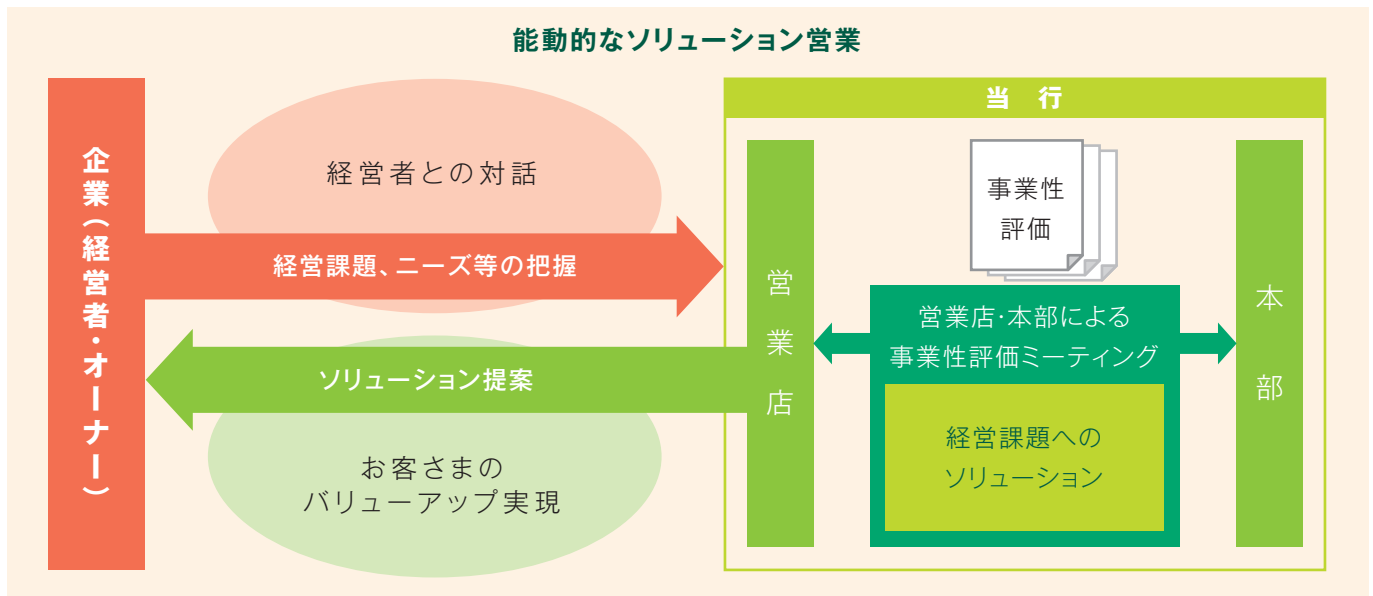 能動的なソリューション営業
企業（経営者・オーナー）
経営者との対話
経営課題、ニーズ等の把握
ソリューション提案
お客さまの
バリューアップ実現
当 行
営業店
事業性
評価
営業店・本部による
事業性評価ミーティング
経営課題への
ソリューション
本部